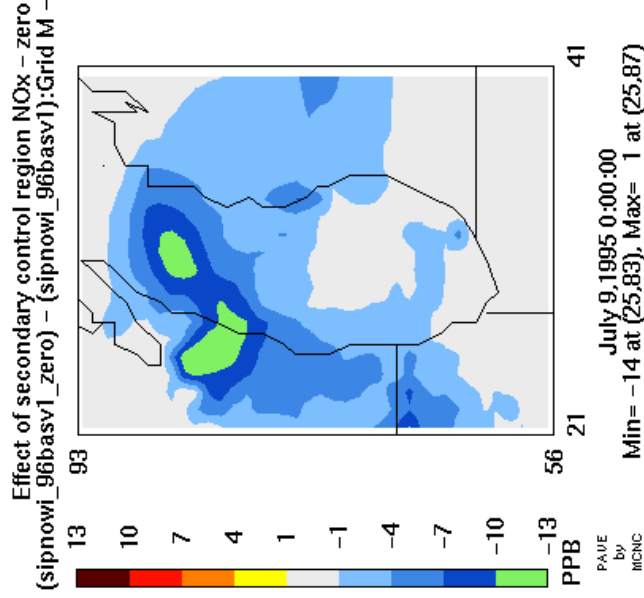 Effect of secondary control region NOx – zero
(sipnowi_96basv1_zero) – (sipnowi_96basv1):Grid M –
13
10
7
4
1
−1
−4
−7
−10
−13
PPB
PAVE
by
MCNC
93
56
21
41
July 9,1995 0:00:00
Min= −14 at (25,83), Max= 1 at (25,87)